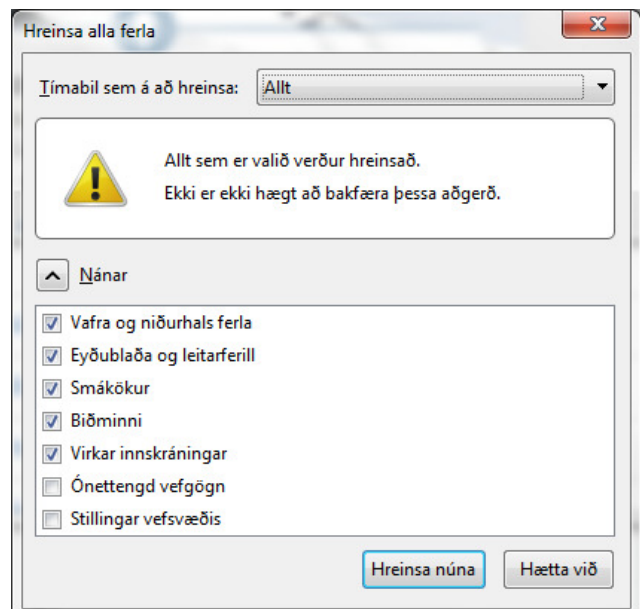 Hreinsa alla ferla
Tímabil sem á að hreinsa: Allt
Allt sem er valið verður hreinsað.
Ekki er ekki hægt að bakfæra þessa aðgerð.
Nánar
Vafra og niðurhals ferla
Eyðublaða og leitarferill
Smákökur
Biðminni
Virkar innskráningar
Ónettengd vefgögn
Stillingar vefsvæðis
Hreinsa núna Hætta við